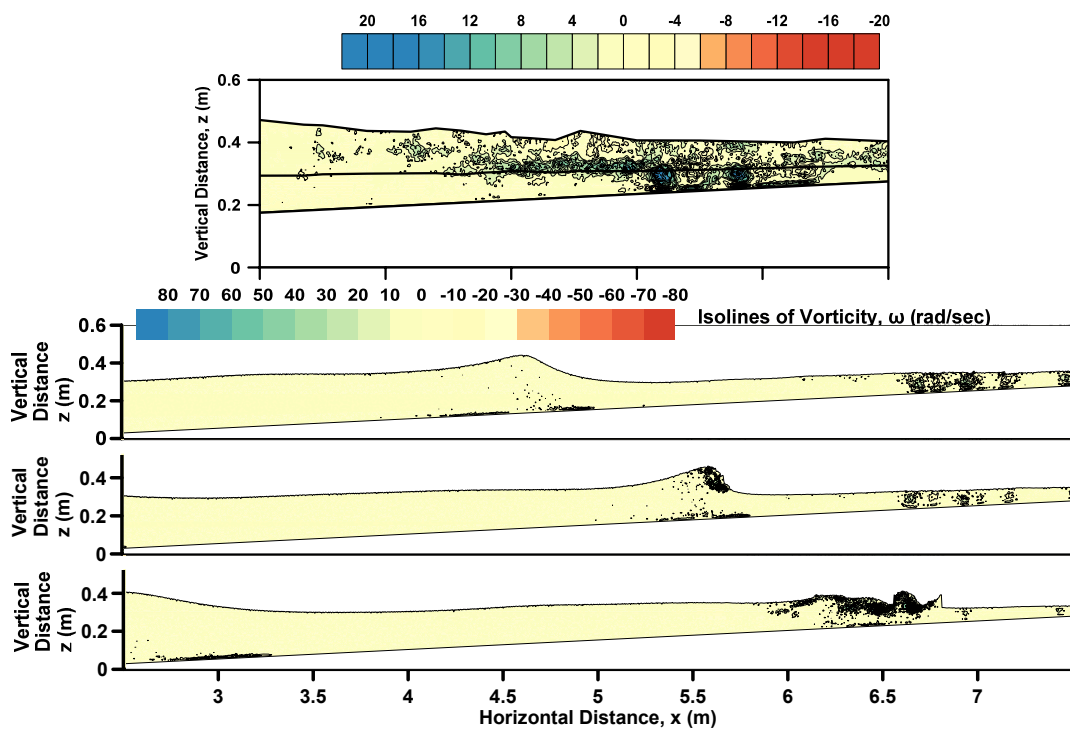 20 16 12 8 4 0 -4 -8 -12 -16 -20
0.6
0.4
0.2
0
Vertical Distance, z (m)
80 70 60 50 40 30 20 10 0 -10 -20 -30 -40 -50 -60 -70 -80
Isolines of Vorticity, ω (rad/sec)
0.6
0.4
0.2
0
Vertical
Distance
z (m)
0.4
0.2
0
Vertical
Distance
z (m)
0.4
0.2
0
Vertical
Distance
z (m)
3 3.5 4 4.5 5 5.5 6 6.5 7
Horizontal Distance, x (m)